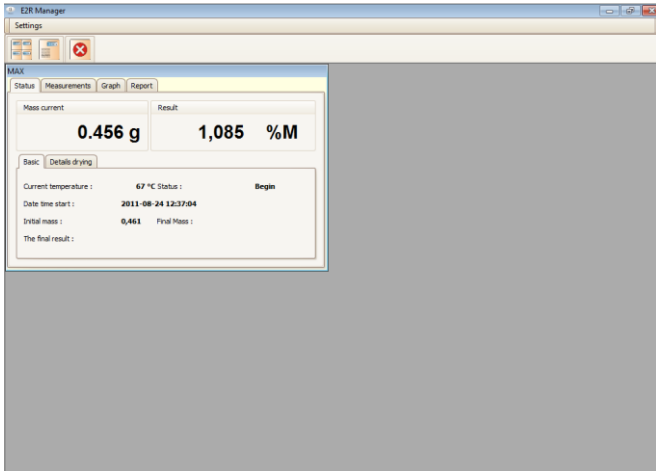 E2R Manager
Settings
MAX
Status Measurements Graph Report
Mass current Result
0.456 g 1,085 %M
Basic Details drying
Current temperature : 67 °C Status : Begin
Date time start : 2011-08-24 12:37:04
Initial mass : 0,461 Final Mass :
The final result :